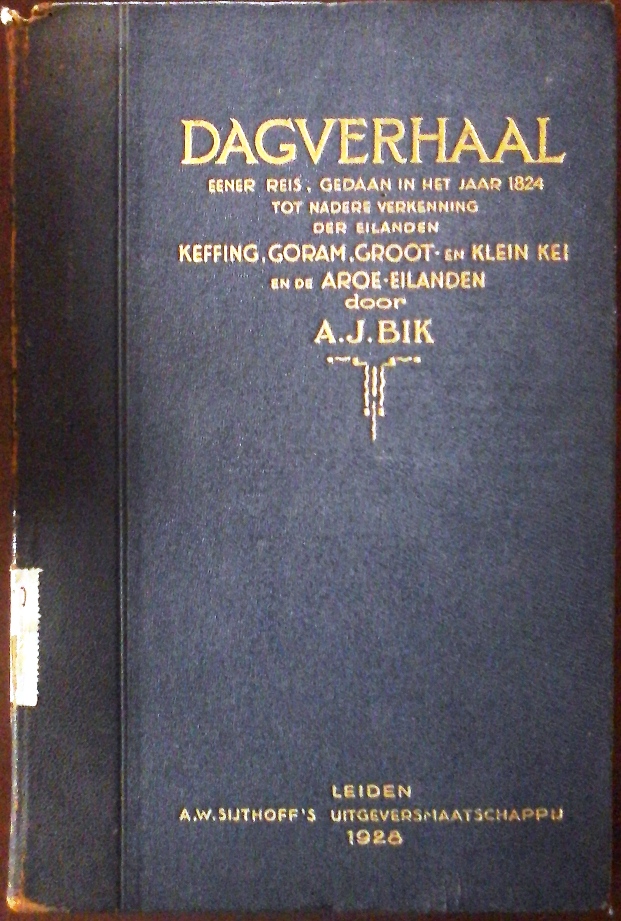 DAGVERHAAL
EENER REIS, GEDAAN IN HET JAAR 1824
TOT NADERE VERKENNING
DER EILANDEN
KEFFING, GORAM, GROOT- EN KLEIN KEI
EN DE AROE-EILANDEN
door
A.J. BIK
LEIDEN
A.W. SIJTHOFF'S UITGEVERSMAATSCHAPPIJ
1928